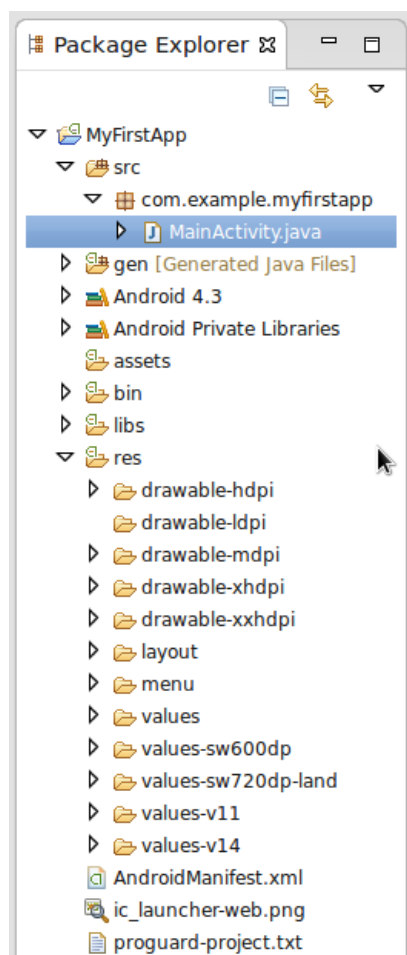 Package Explorer
MyFirstApp
src
com.example.myfirstapp
MainActivity.java
gen [Generated Java Files]
Android 4.3
Android Private Libraries
assets
bin
libs
res
drawable-hdpi
drawable-ldpi
drawable-mdpi
drawable-xhdpi
drawable-xxhdpi
layout
menu
values
values-sw600dp
values-sw720dp-land
values-v11
values-v14
AndroidManifest.xml
ic_launcher-web.png
proguard-project.txt